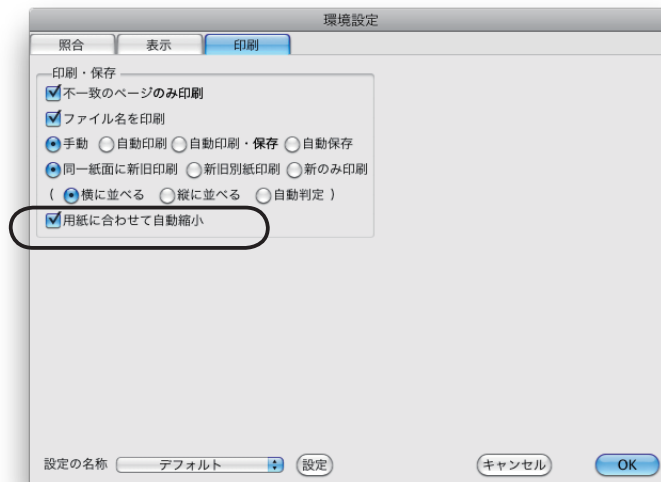 環境設定
照合 表示 印刷
印刷・保存
不一致のページのみ印刷
ファイル名を印刷
手動 自動印刷 自動印刷・保存 自動保存
同一紙面に新旧印刷 新旧別紙印刷 新のみ印刷
( 横に並べる 縦に並べる 自動判定 )
用紙に合わせて自動縮小
設定の名称 デフォルト 設定 キャンセル OK